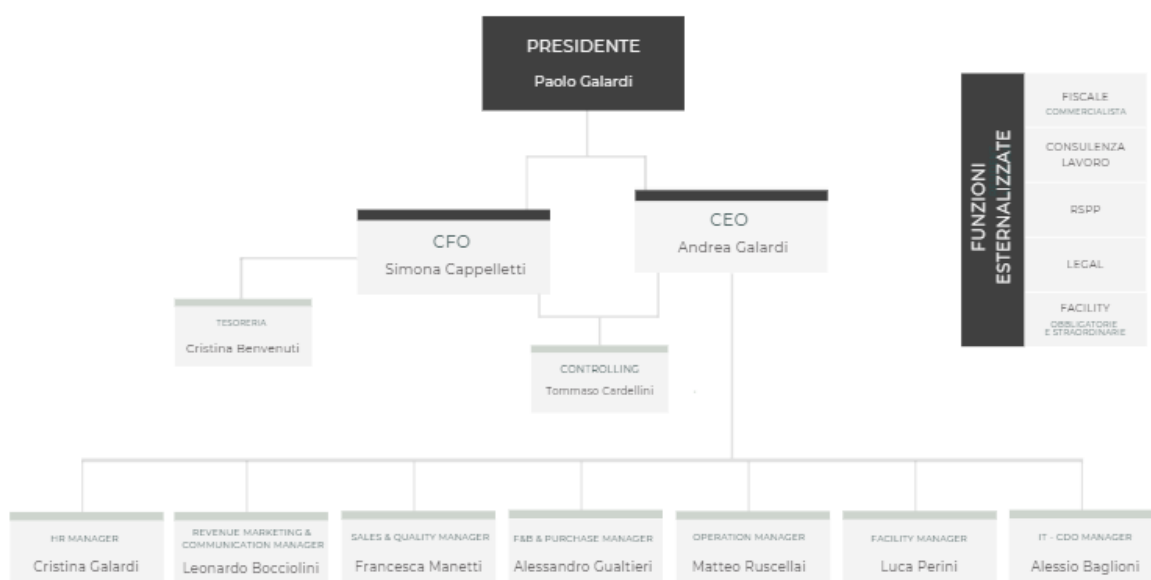 PRESIDENTE
Paolo Galardi
CFO
Simona Cappelletti
CEO
Andrea Galardi
TESORERIA
Cristina Benvenuti
CONTROLLING
Tommaso Cardellini
HR MANAGER
Cristina Galardi
REVENUE MARKETING &
COMMUNICATION MANAGER
Leonardo Bocciolini
SALES & QUALITY MANAGER
Francesca Manetti
F&B & PURCHASE MANAGER
Alessandro Gualtieri
OPERATION MANAGER
Matteo Ruscellai
FACILITY MANAGER
Luca Perini
IT - CDO MANAGER
Alessio Baglioni
FUNZIONI
ESTERNALIZZATE
FISCALE
COMMERCIALISTA
CONSULENZA
LAVORO
RSPP
LEGAL
FACILITY
OBBLIGATORIE
E STRAORDINARIE